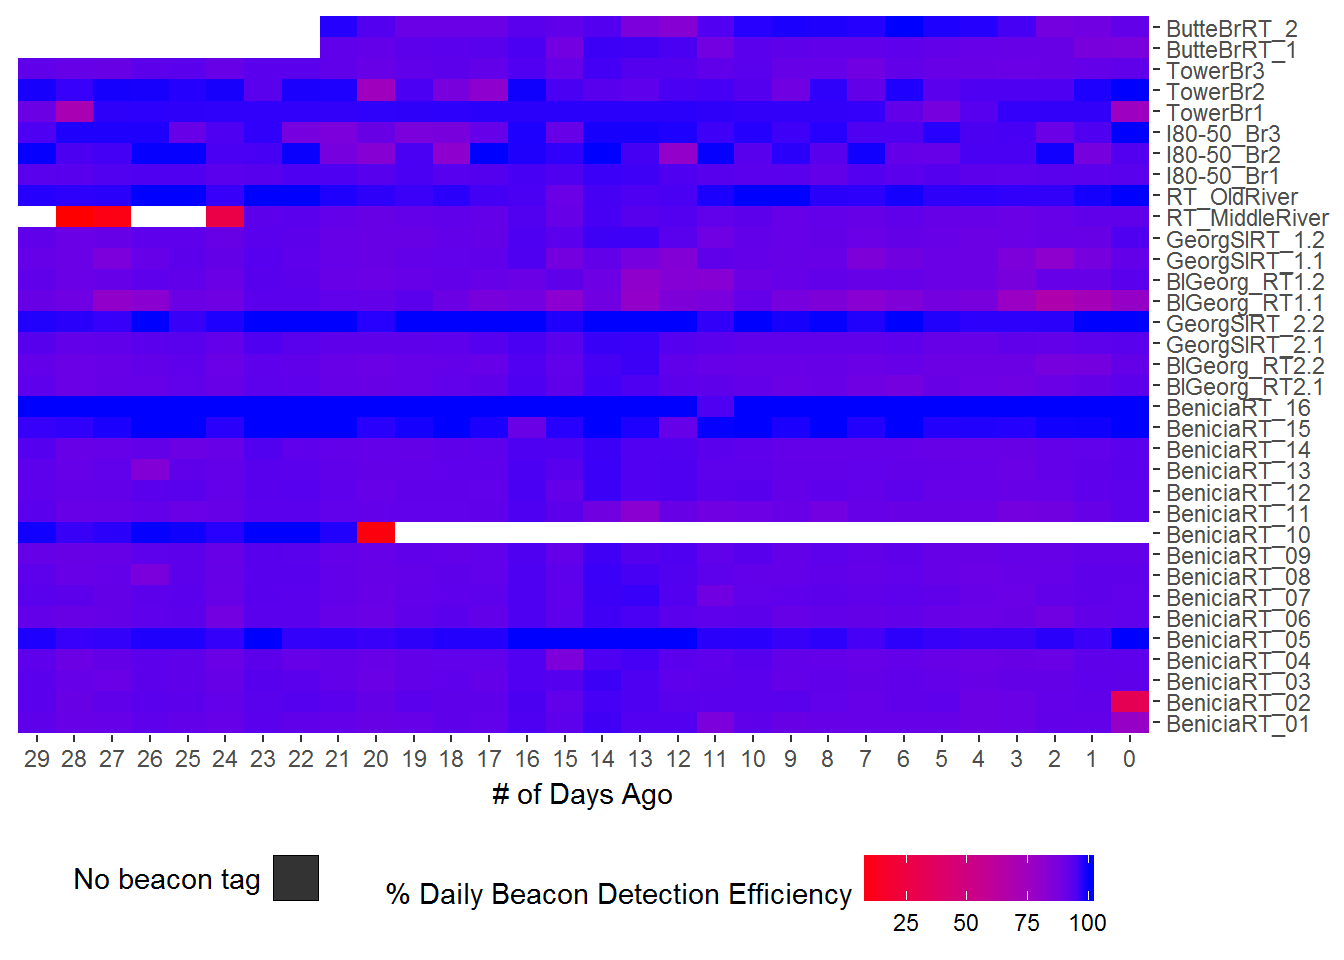 ButteBrRT_2
ButteBrRT_1
TowerBr3
TowerBr2
TowerBr1
I80-50_Br3
I80-50_Br2
I80-50_Br1
RT_OldRiver
RT_MiddleRiver
GeorgSlRT_1.2
GeorgSlRT_1.1
BlGeorg_RT1.2
BlGeorg_RT1.1
GeorgSlRT_2.2
GeorgSlRT_2.1
BlGeorg_RT2.2
BlGeorg_RT2.1
BeniciaRT_16
BeniciaRT_15
BeniciaRT_14
BeniciaRT_13
BeniciaRT_12
BeniciaRT_11
BeniciaRT_10
BeniciaRT_09
BeniciaRT_08
BeniciaRT_07
BeniciaRT_06
BeniciaRT_05
BeniciaRT_04
BeniciaRT_03
BeniciaRT_02
BeniciaRT_01
29 28 27 26 25 24 23 22 21 20 19 18 17 16 15 14 13 12 11 10 9 8 7 6 5 4 3 2 1 0
# of Days Ago
No beacon tag
% Daily Beacon Detection Efficiency
25 50 75 100